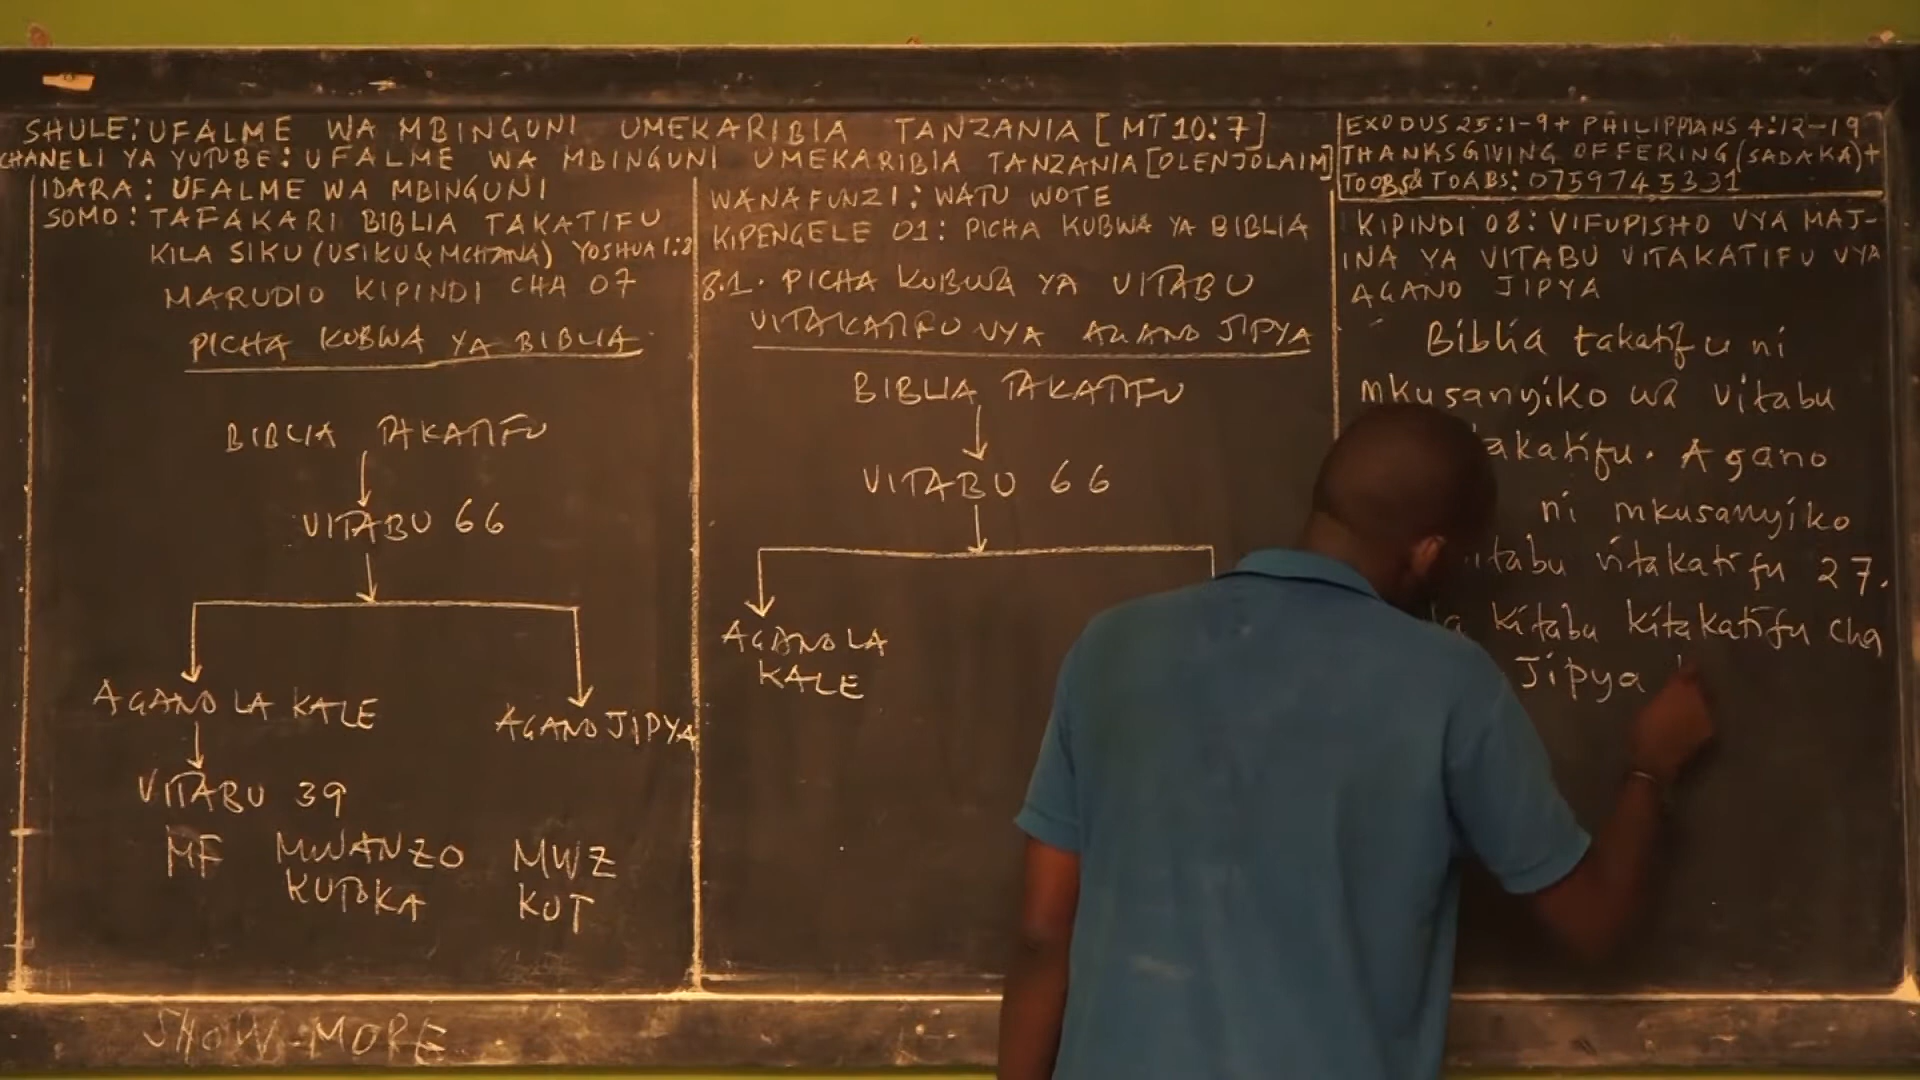 SHULE: UFALME WA MBINGUNI UMEKARIBIA TANZANIA [MT 10:7]
CHANELI YA YUTUBE: UFALME WA MBINGUNI UMEKARIBIA TANZANIA [OLENJOLAIM]
IDARA: UFALME WA MBINGUNI
SOMO: TAFAKARI BIBLIA TAKATIFU
KILA SIKU (USIKU & MCHANA) YOSHUA 1:8
MARUDIO KIPINDI CHA 07
PICHA KUBWA YA BIBLIA
BIBLIA TAKATIFU
VITABU 66
AGANO LA KALE
AGANO JIPYA
VITABU 39
MF MWANZO MWZ
KUTOKA KUT
WANAFUNZI: WATU WOTE
KIPENGELE 01: PICHA KUBWA YA BIBLIA
8.1. PICHA KUBWA YA VITABU
VITAKATIFU VYA AGANO JIPYA
BIBLIA TAKATIFU
VITABU 66
AGANO LA
KALE
EXODUS 25:1-9 + PHILIPPIANS 4:12-19
THANKSGIVING OFFERING (SADAKA) +
TOOBS & TOABS: 0759745331
KIPINDI 08: VIFUPISHO VYA MAJ-
INA YA VITABU VITAKATIFU VYA
AGANO JIPYA
Biblia takatifu ni
mkusanyiko wa vitabu
akatifu. Agano
ni mkusanyiko
itabu vitakatifu 27.
kitabu kitakatifu cha
Jipya
SHOW MORE